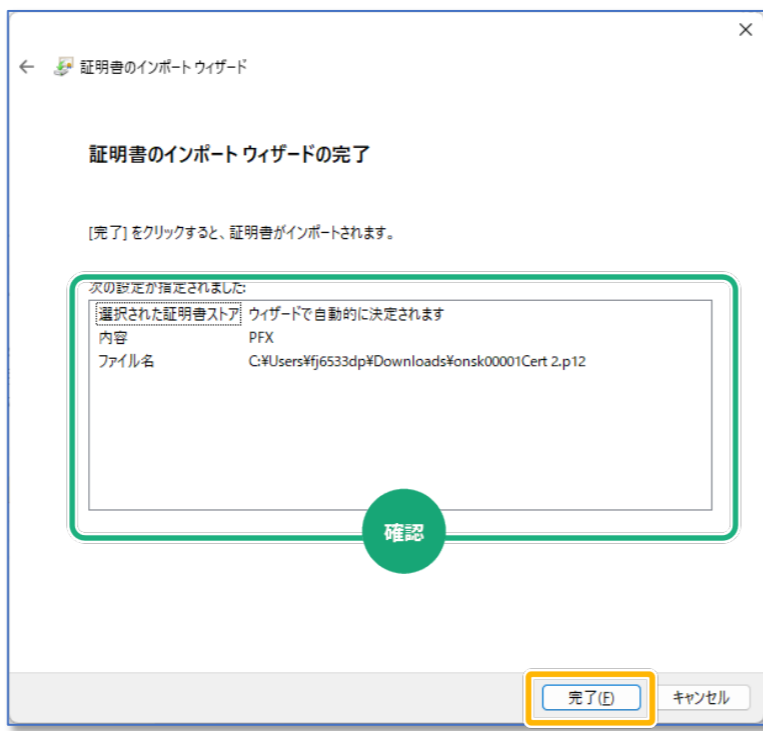 証明書のインポート ウィザード
証明書のインポート ウィザードの完了
[完了] をクリックすると、証明書がインポートされます。
次の設定が指定されました:
選択された証明書ストア ウィザードで自動的に決定されます
内容 PFX
ファイル名 C:¥Users¥fj6533dp¥Downloads¥onsk00001Cert 2.p12
確認
完了(F) キャンセル